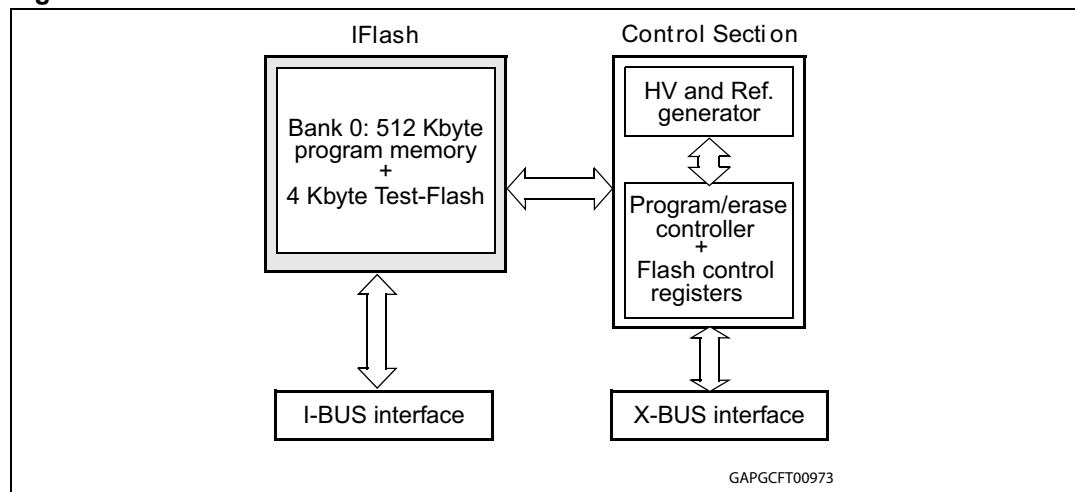 IFlash
Control Section
Bank 0: 512 Kbyte
program memory
+
4 Kbyte Test-Flash
HV and Ref.
generator
Program/erase
controller
+
Flash control
registers
I-BUS interface
X-BUS interface
GAPGCFT00973